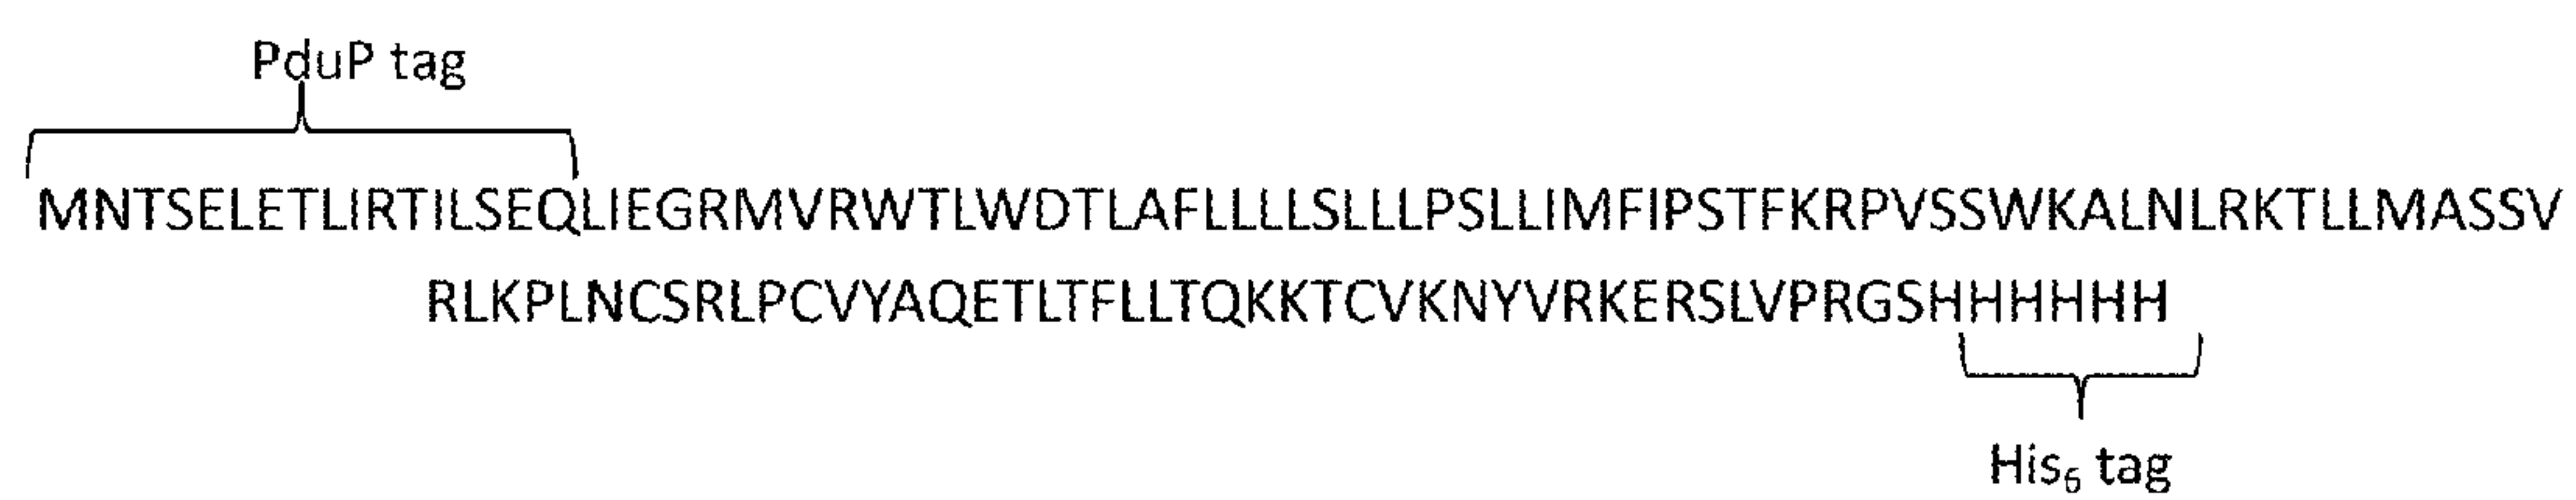 PduP tag
MNTSELETLIRTILSEQLIEGRMVRWTLWDTLAFLLLLSLLLPSLLIMFIPSTFKRPVSSWKALNLRKTLLMASSV
RLKPLNCSRLPCVYAQETLTFLLTQKKTCVKNYVRKERSLVPRGSHHHHHH
His₆ tag